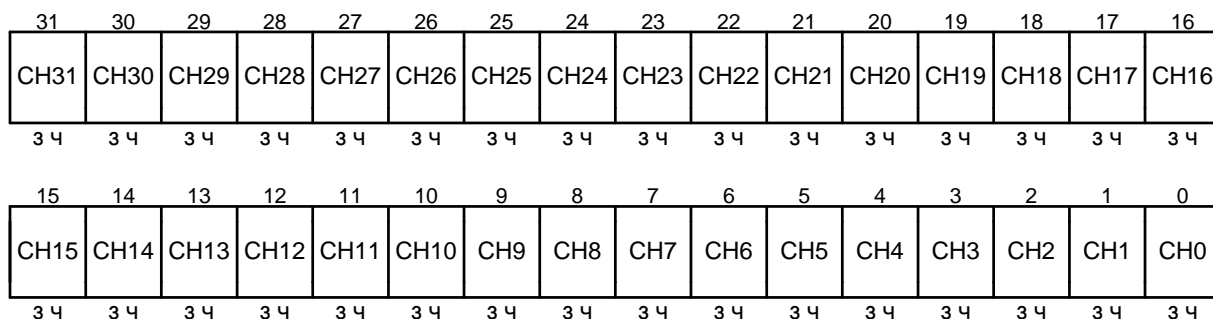 31 30 29 28 27 26 25 24 23 22 21 20 19 18 17 16
CH31 CH30 CH29 CH28 CH27 CH26 CH25 CH24 CH23 CH22 CH21 CH20 CH19 CH18 CH17 CH16
з ч з ч з ч з ч з ч з ч з ч з ч з ч з ч з ч з ч з ч з ч з ч з ч
15 14 13 12 11 10 9 8 7 6 5 4 3 2 1 0
CH15 CH14 CH13 CH12 CH11 CH10 CH9 CH8 CH7 CH6 CH5 CH4 CH3 CH2 CH1 CH0
з ч з ч з ч з ч з ч з ч з ч з ч з ч з ч з ч з ч з ч з ч з ч з ч